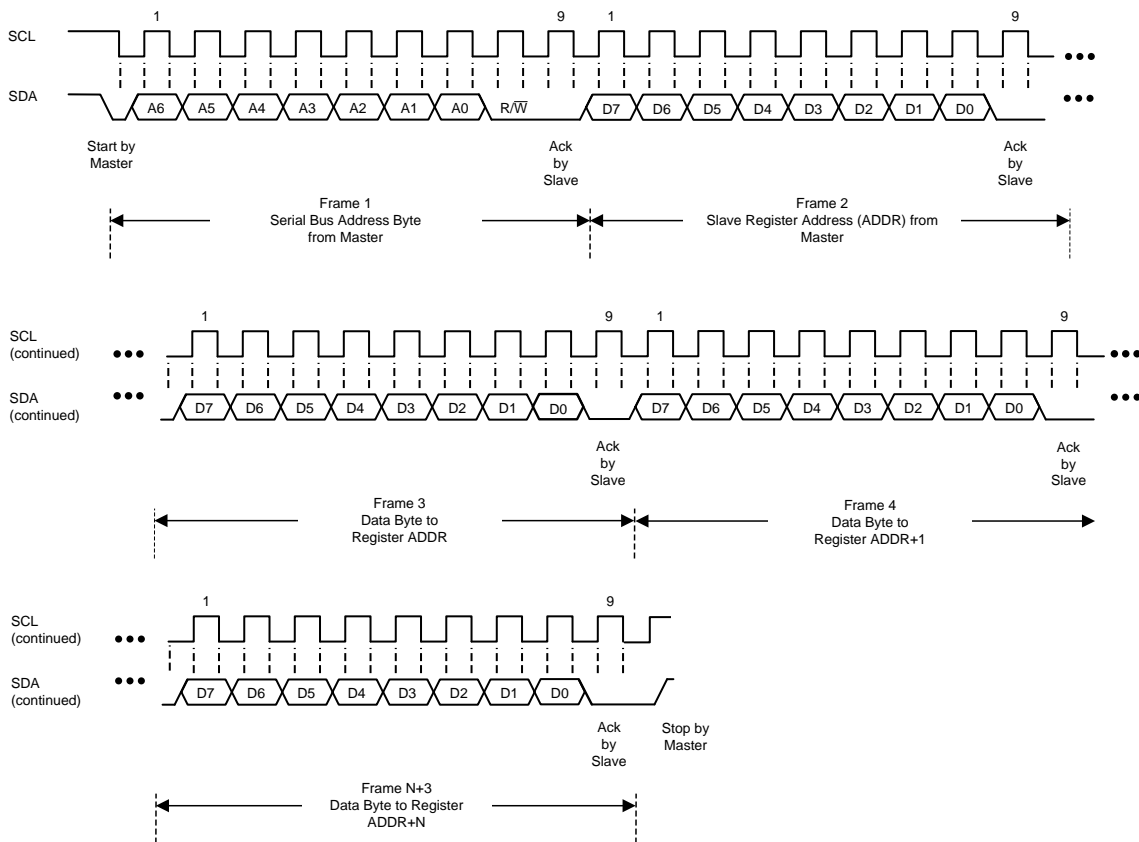 1 9 1 9
SCL
SDA
A6 A5 A4 A3 A2 A1 A0 R/W̅ D7 D6 D5 D4 D3 D2 D1 D0
Start by
Master
Ack
by
Slave
Ack
by
Slave
Frame 1
Serial Bus Address Byte
from Master
Frame 2
Slave Register Address (ADDR) from
Master
1 9 1 9
SCL
(continued)
SDA
(continued)
D7 D6 D5 D4 D3 D2 D1 D0 D7 D6 D5 D4 D3 D2 D1 D0
Ack
by
Slave
Ack
by
Slave
Frame 3
Data Byte to
Register ADDR
Frame 4
Data Byte to
Register ADDR+1
1 9
SCL
(continued)
SDA
(continued)
D7 D6 D5 D4 D3 D2 D1 D0
Ack
by
Slave
Stop by
Master
Frame N+3
Data Byte to Register
ADDR+N